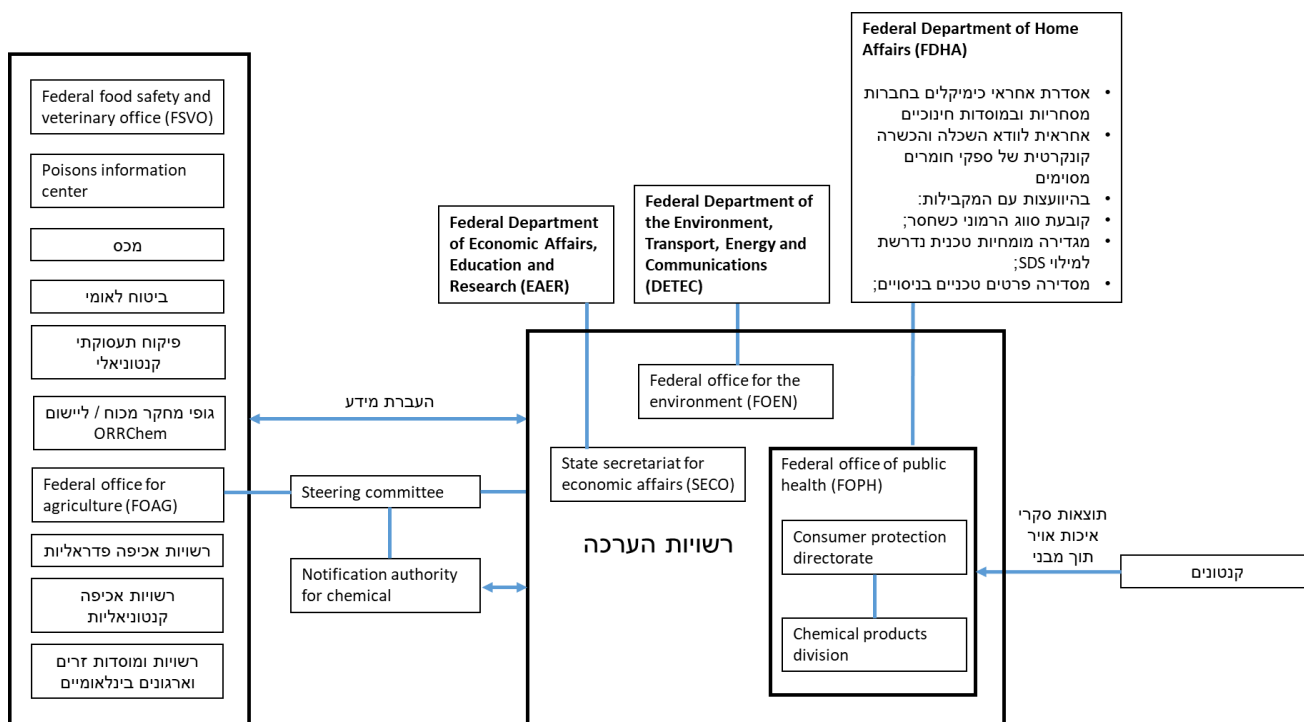 Federal food safety and
veterinary office (FSVO)
Poisons information
center
מכס
ביטוח לאומי
פיקוח תעסוקתי
קנטוניאלי
גופי מחקר מכוח / ליישום
ORRChem
Federal office for
agriculture (FOAG)
רשויות אכיפה פדראליות
רשויות אכיפה
קנטוניאליות
רשויות ומוסדות זרים
וארגונים בינלאומיים
העברת מידע
Steering committee
Notification authority
for chemical
Federal Department
of Economic Affairs,
Education and
Research (EAER)
Federal Department of
the Environment,
Transport, Energy and
Communications
(DETEC)
Federal Department of Home
Affairs (FDHA)
• אסדרת אחראי כימיקלים בחברות
מסחריות ובמוסדות חינוכיים
• אחראית לוודא השכלה והכשרה
קונקרטית של ספקי חומרים
מסוימים
• בהיוועצות עם המקבילות:
• קובעת סווג הרמוני כשחסר;
• מגדירה מומחיות טכנית נדרשת
למילוי SDS;
• מסדירה פרטים טכניים בניסויים;
Federal office for the
environment (FOEN)
State secretariat for
economic affairs (SECO)
רשויות הערכה
Federal office of public
health (FOPH)
Consumer protection
directorate
Chemical products
division
תוצאות סקרי
איכות אויר
תוך מבני
קנטונים